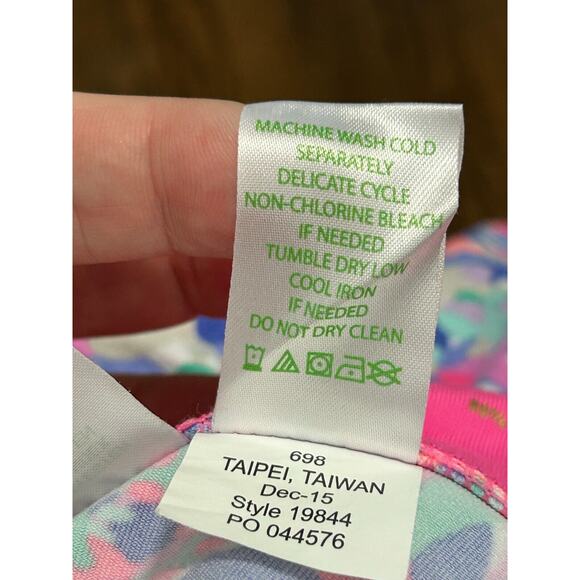 MACHINE WASH COLD
SEPARATELY
DELICATE CYCLE
NON-CHLORINE BLEACH
IF NEEDED
TUMBLE DRY LOW
COOL IRON
IF NEEDED
DO NOT DRY CLEAN
698
TAIPEI, TAIWAN
Dec-15
Style 19844
PO 044576